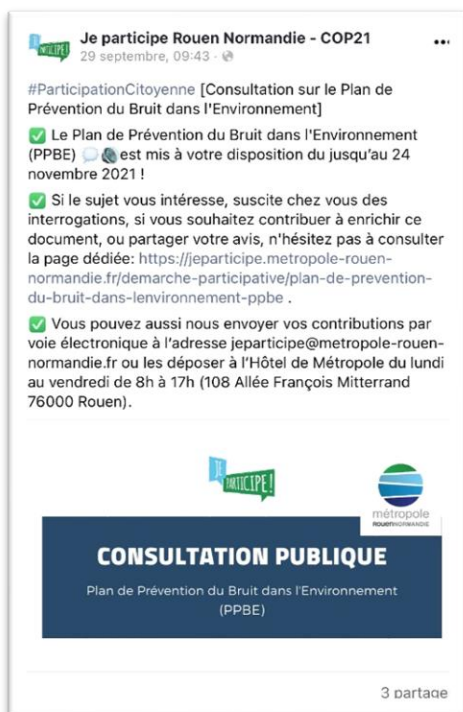 Je participe Rouen Normandie - COP21
29 septembre, 09:43 ·
#ParticipationCitoyenne [Consultation sur le Plan de
Prévention du Bruit dans l'Environnement]
✅ Le Plan de Prévention du Bruit dans l'Environnement
(PPBE) 💬🔊 est mis à votre disposition du jusqu'au 24
novembre 2021 !
✅ Si le sujet vous intéresse, suscite chez vous des
interrogations, si vous souhaitez contribuer à enrichir ce
document, ou partager votre avis, n'hésitez pas à consulter
la page dédiée: https://jeparticipe.metropole-rouen-
normandie.fr/demarche-participative/plan-de-prevention-
du-bruit-dans-lenvironnement-ppbe .
✅ Vous pouvez aussi nous envoyer vos contributions par
voie électronique à l'adresse jeparticipe@metropole-rouen-
normandie.fr ou les déposer à l'Hôtel de Métropole du lundi
au vendredi de 8h à 17h (108 Allée François Mitterrand
76000 Rouen).
JE
PARTICIPE!
métropole
ROUENNORMANDIE
CONSULTATION PUBLIQUE
Plan de Prévention du Bruit dans l'Environnement
(PPBE)
3 partage